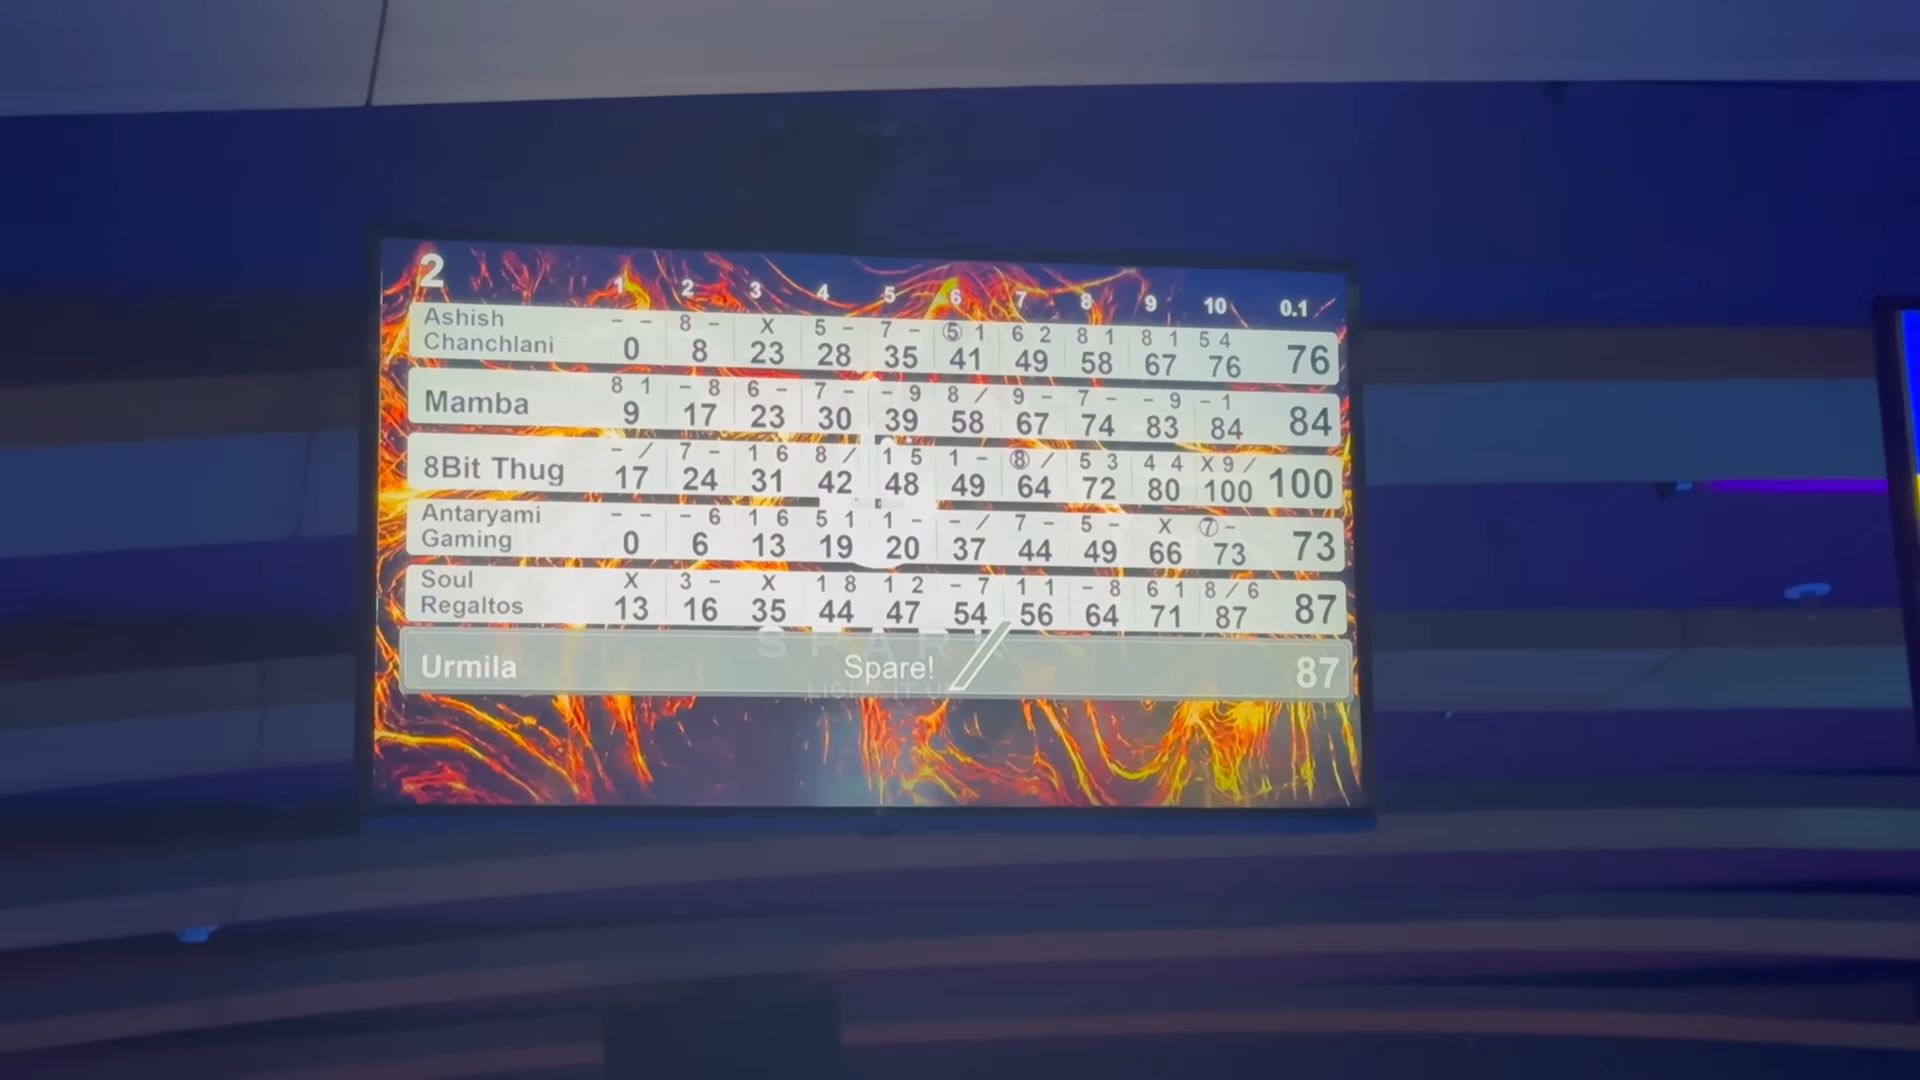 2 1 2 3 4 5 6 7 8 9 10 0.1
Ashish - - 8 - X 5 - 7 - ⑤ 1 6 2 8 1 8 1 5 4
Chanchlani 0 8 23 28 35 41 49 58 67 76 76
8 1 - 8 6 - 7 - - 9 8 / 9 - 7 - - 9 - 1
Mamba 9 17 23 30 39 58 67 74 83 84 84
- / 7 - 1 6 8 / 1 5 1 - ⑧ / 5 3 4 4 X 9 /
8Bit Thug 17 24 31 42 48 49 64 72 80 100 100
Antaryami - - - 6 1 6 5 1 1 - - / 7 - 5 - X ⑦ -
Gaming 0 6 13 19 20 37 44 49 66 73 73
Soul X 3 - X 1 8 1 2 - 7 1 1 - 8 6 1 8 / 6
Regaltos 13 16 35 44 47 54 56 64 71 87 87
SPARK
Urmila Spare! / 87
LIGHT IT U